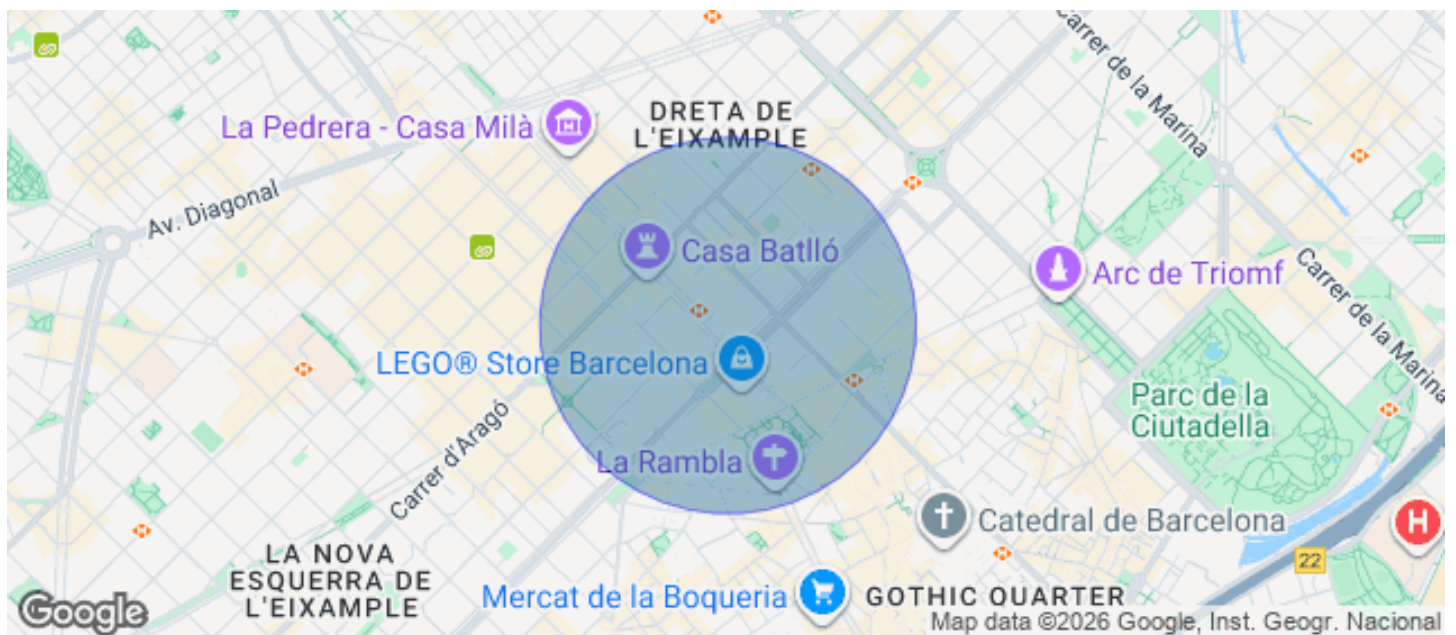 Carrer de la Marina
DRETA DE
L'EIXAMPLE
La Pedrera - Casa Milà
Av. Diagonal
Casa Batlló
Arc de Triomf
Carrer de la Marina
LEGO® Store Barcelona
Parc de la
Ciutadella
Carrer d'Aragó
La Rambla
Catedral de Barcelona
H
22
LA NOVA
ESQUERRA DE
L'EIXAMPLE
Mercat de la Boqueria
GOTHIC QUARTER
Google
Map data ©2026 Google, Inst. Geogr. Nacional